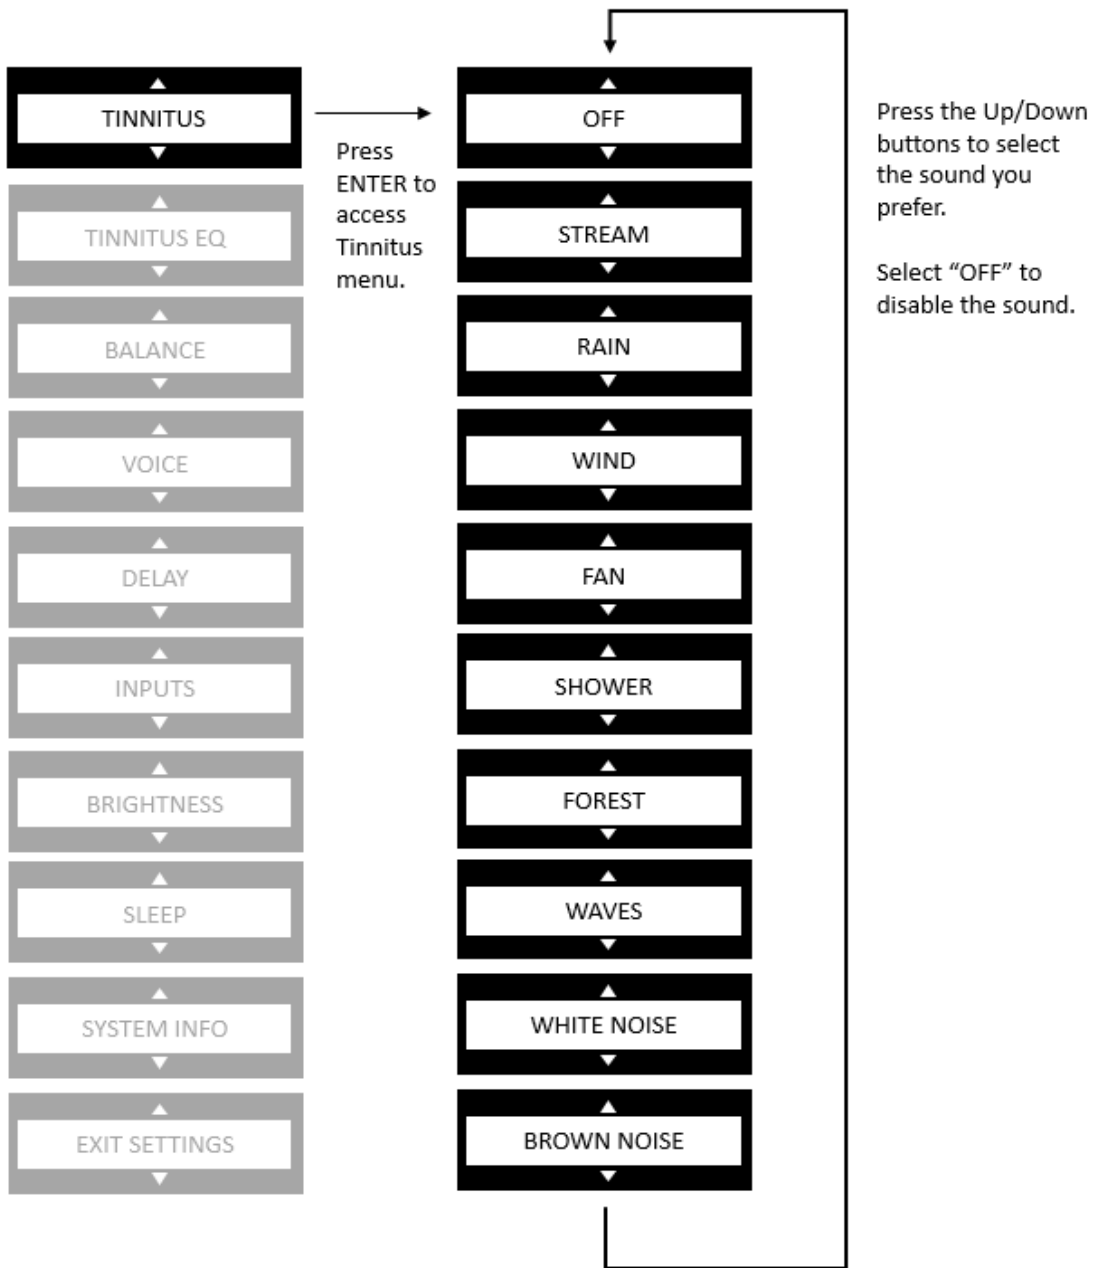 TINNITUS
TINNITUS EQ
BALANCE
VOICE
DELAY
INPUTS
BRIGHTNESS
SLEEP
SYSTEM INFO
EXIT SETTINGS
Press
ENTER to
access
Tinnitus
menu.
OFF
STREAM
RAIN
WIND
FAN
SHOWER
FOREST
WAVES
WHITE NOISE
BROWN NOISE
Press the Up/Down
buttons to select
the sound you
prefer.
Select “OFF” to
disable the sound.